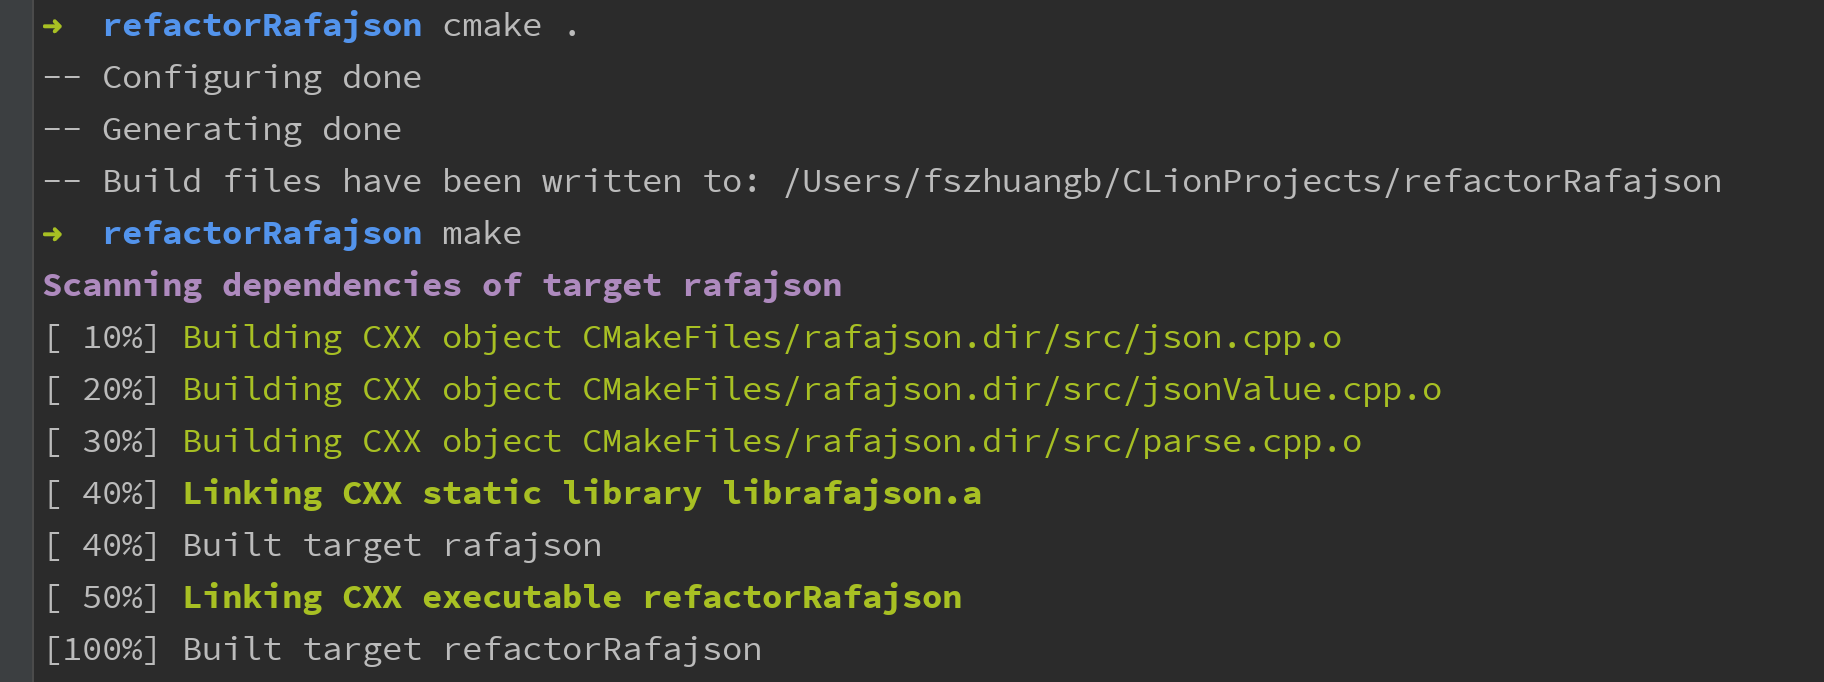 ➜  refactorRafajson cmake .
-- Configuring done
-- Generating done
-- Build files have been written to: /Users/fszhuangb/CLionProjects/refactorRafajson
➜  refactorRafajson make
Scanning dependencies of target rafajson
[ 10%] Building CXX object CMakeFiles/rafajson.dir/src/json.cpp.o
[ 20%] Building CXX object CMakeFiles/rafajson.dir/src/jsonValue.cpp.o
[ 30%] Building CXX object CMakeFiles/rafajson.dir/src/parse.cpp.o
[ 40%] Linking CXX static library librafajson.a
[ 40%] Built target rafajson
[ 50%] Linking CXX executable refactorRafajson
[100%] Built target refactorRafajson